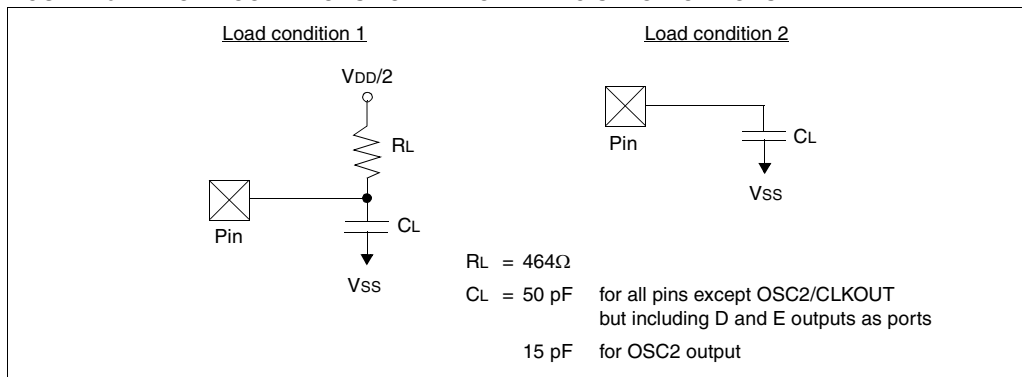 Load condition 1
Load condition 2
VDD/2
RL
Pin
CL
VSS
Pin
CL
VSS
RL = 464Ω
CL = 50 pF for all pins except OSC2/CLKOUT
but including D and E outputs as ports
15 pF for OSC2 output